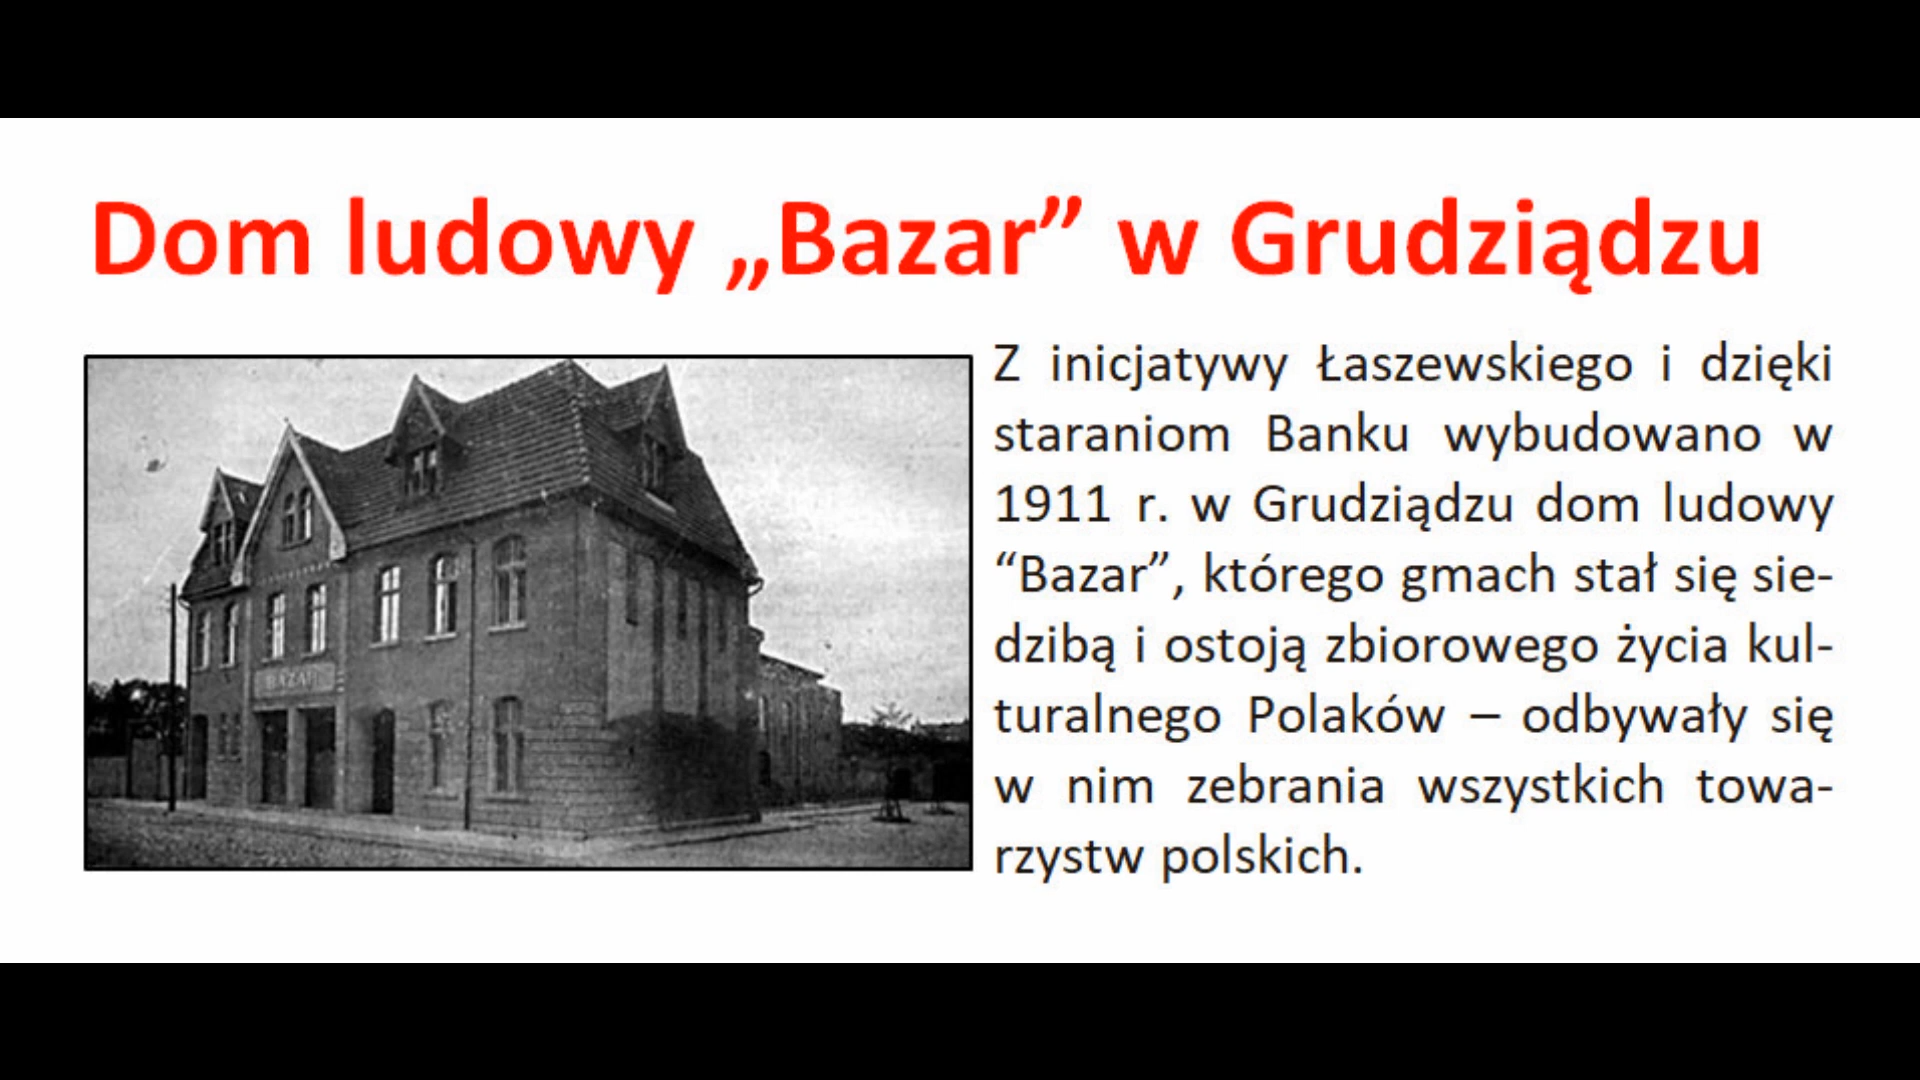 Dom ludowy „Bazar” w Grudziądzu
Z inicjatywy Łaszewskiego i dzięki
staraniom Banku wybudowano w
1911 r. w Grudziądzu dom ludowy
“Bazar”, którego gmach stał się sie-
dzibą i ostoją zbiorowego życia kul-
turalnego Polaków – odbywały się
w nim zebrania wszystkich towa-
rzystw polskich.
BAZAR